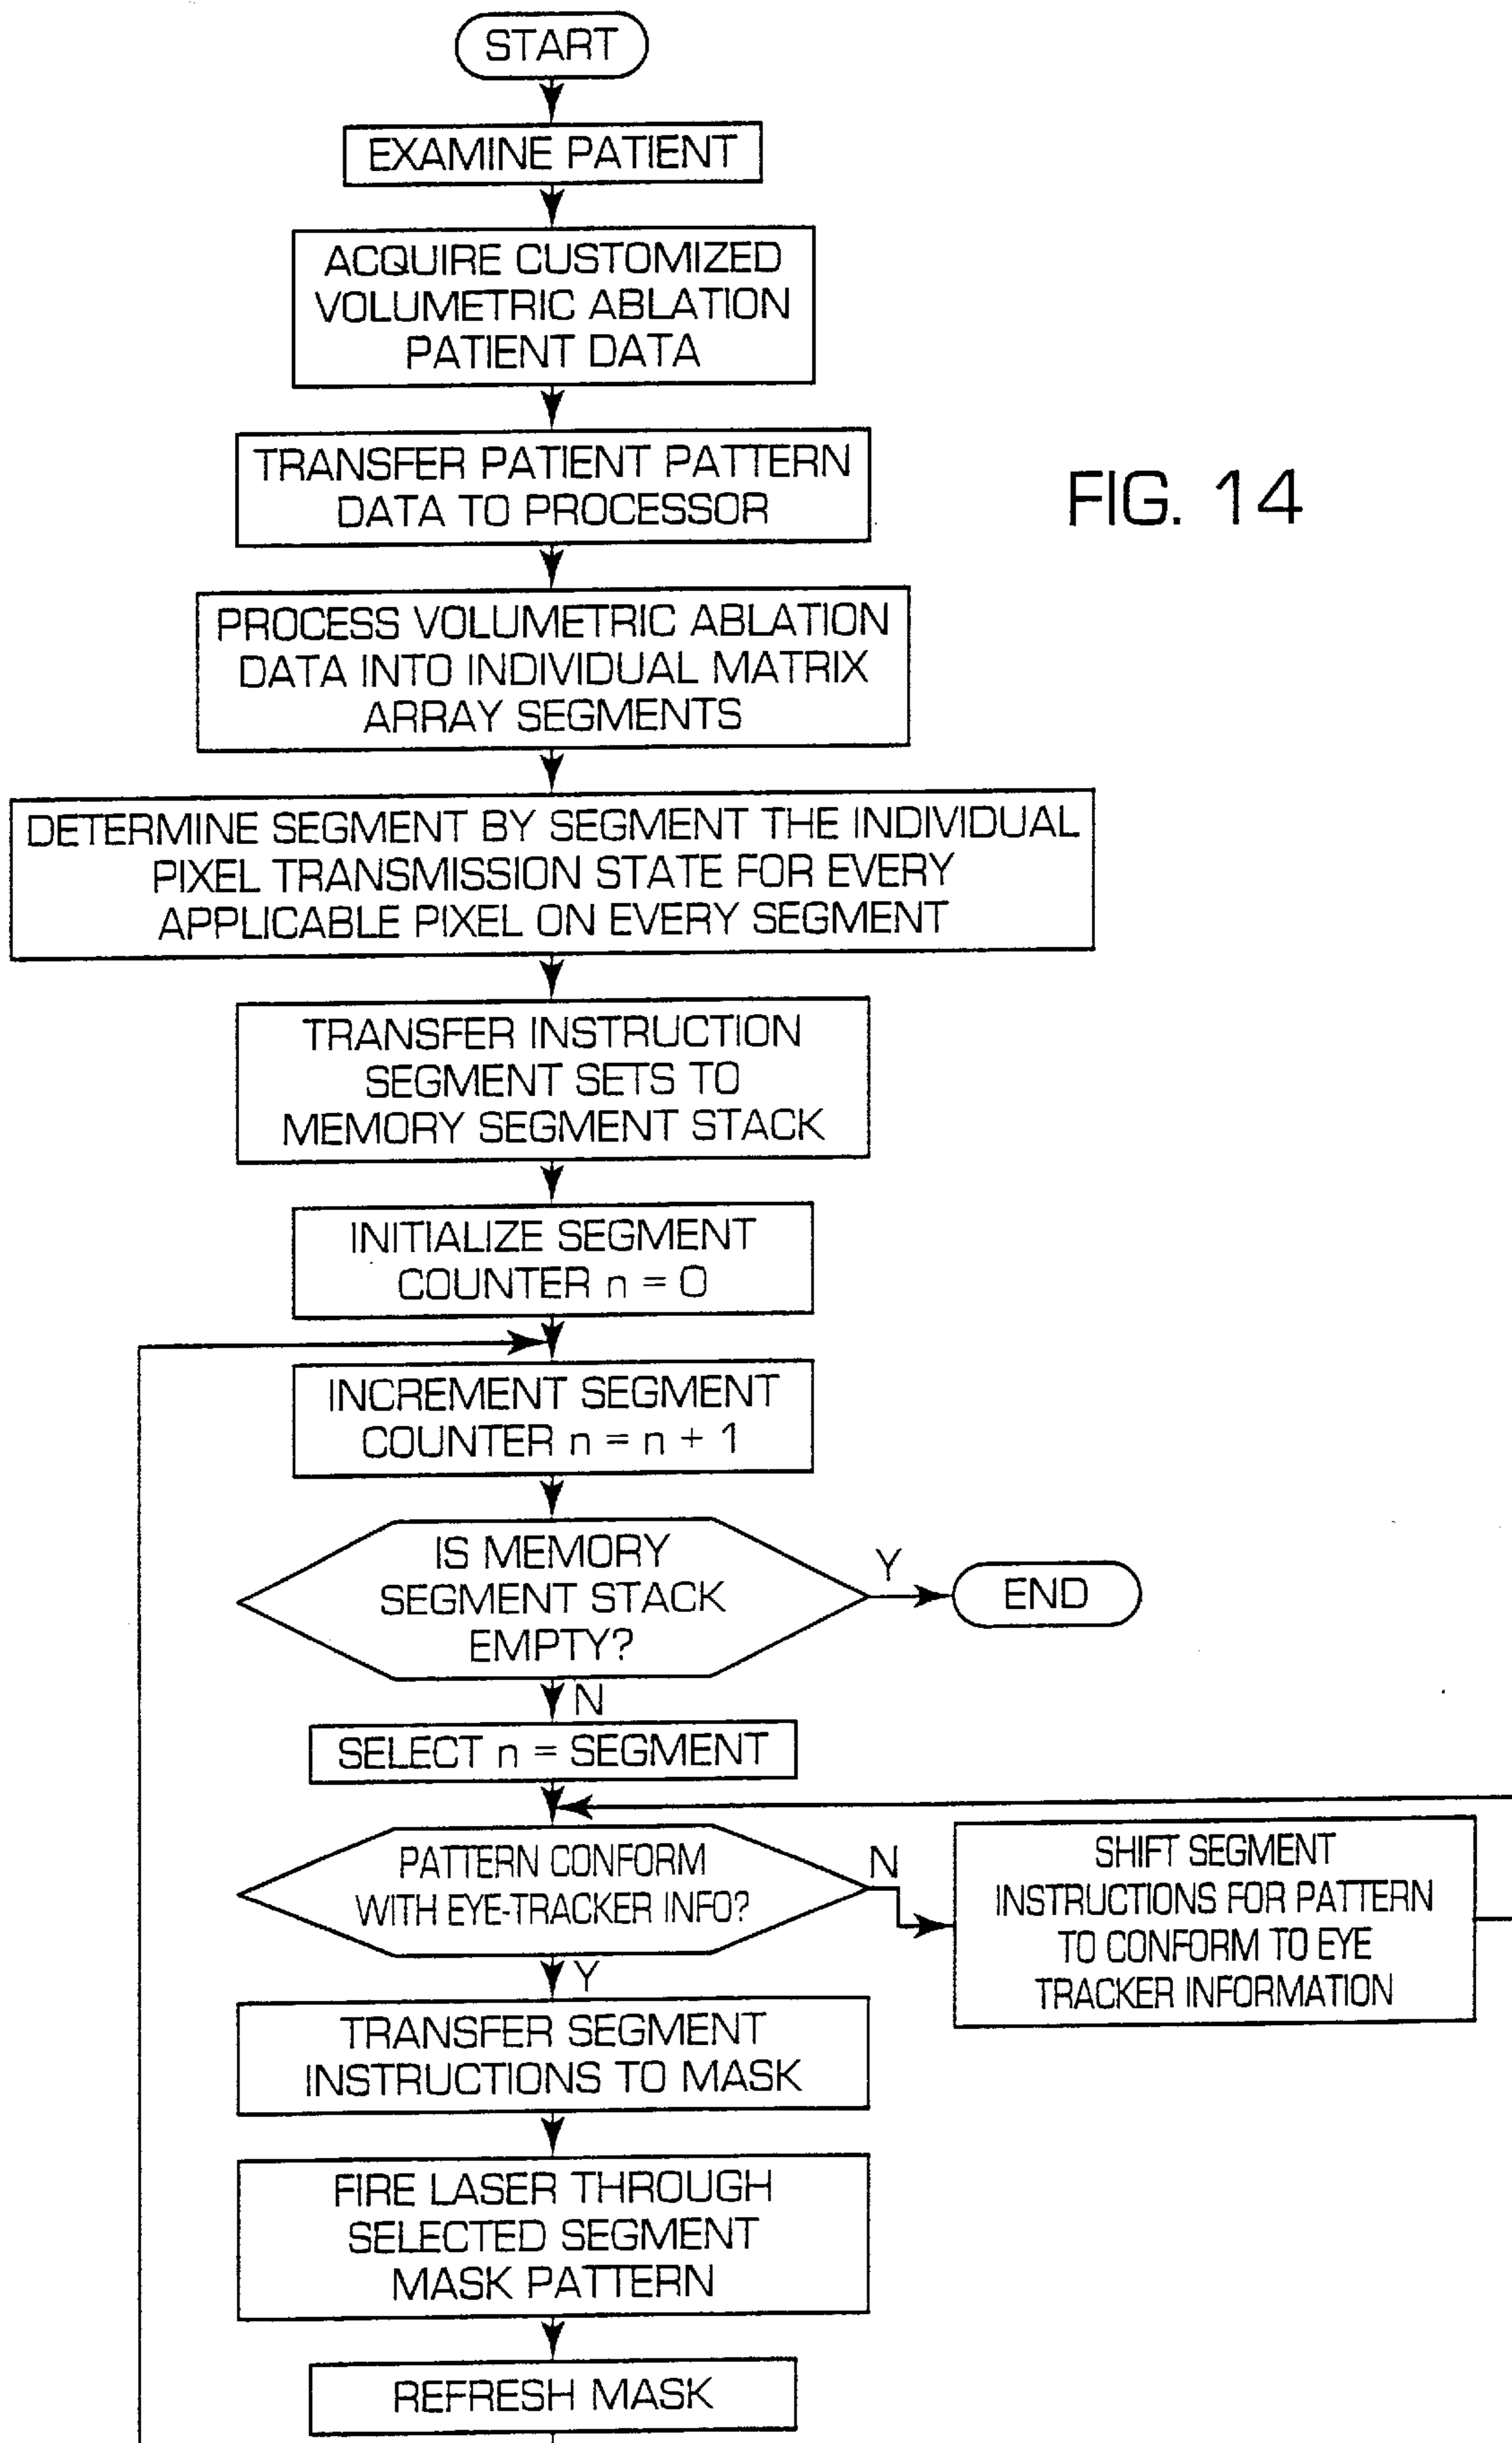 START
EXAMINE PATIENT
ACQUIRE CUSTOMIZED
VOLUMETRIC ABLATION
PATIENT DATA
TRANSFER PATIENT PATTERN
DATA TO PROCESSOR
FIG. 14
PROCESS VOLUMETRIC ABLATION
DATA INTO INDIVIDUAL MATRIX
ARRAY SEGMENTS
DETERMINE SEGMENT BY SEGMENT THE INDIVIDUAL
PIXEL TRANSMISSION STATE FOR EVERY
APPLICABLE PIXEL ON EVERY SEGMENT
TRANSFER INSTRUCTION
SEGMENT SETS TO
MEMORY SEGMENT STACK
INITIALIZE SEGMENT
COUNTER n = 0
INCREMENT SEGMENT
COUNTER n = n + 1
IS MEMORY
SEGMENT STACK
EMPTY?
Y
END
N
SELECT n = SEGMENT
PATTERN CONFORM
WITH EYE-TRACKER INFO?
N
SHIFT SEGMENT
INSTRUCTIONS FOR PATTERN
TO CONFORM TO EYE
TRACKER INFORMATION
Y
TRANSFER SEGMENT
INSTRUCTIONS TO MASK
FIRE LASER THROUGH
SELECTED SEGMENT
MASK PATTERN
REFRESH MASK